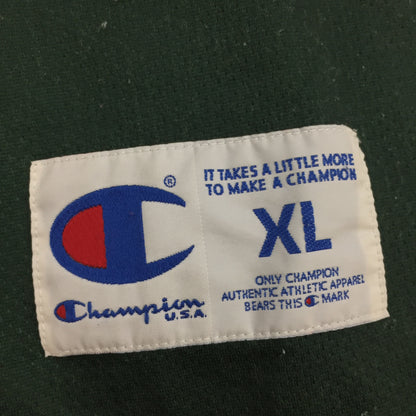 ®
Champion
U.S.A.
IT TAKES A LITTLE MORE
TO MAKE A CHAMPION
XL
ONLY CHAMPION
AUTHENTIC ATHLETIC APPAREL
BEARS THIS C MARK